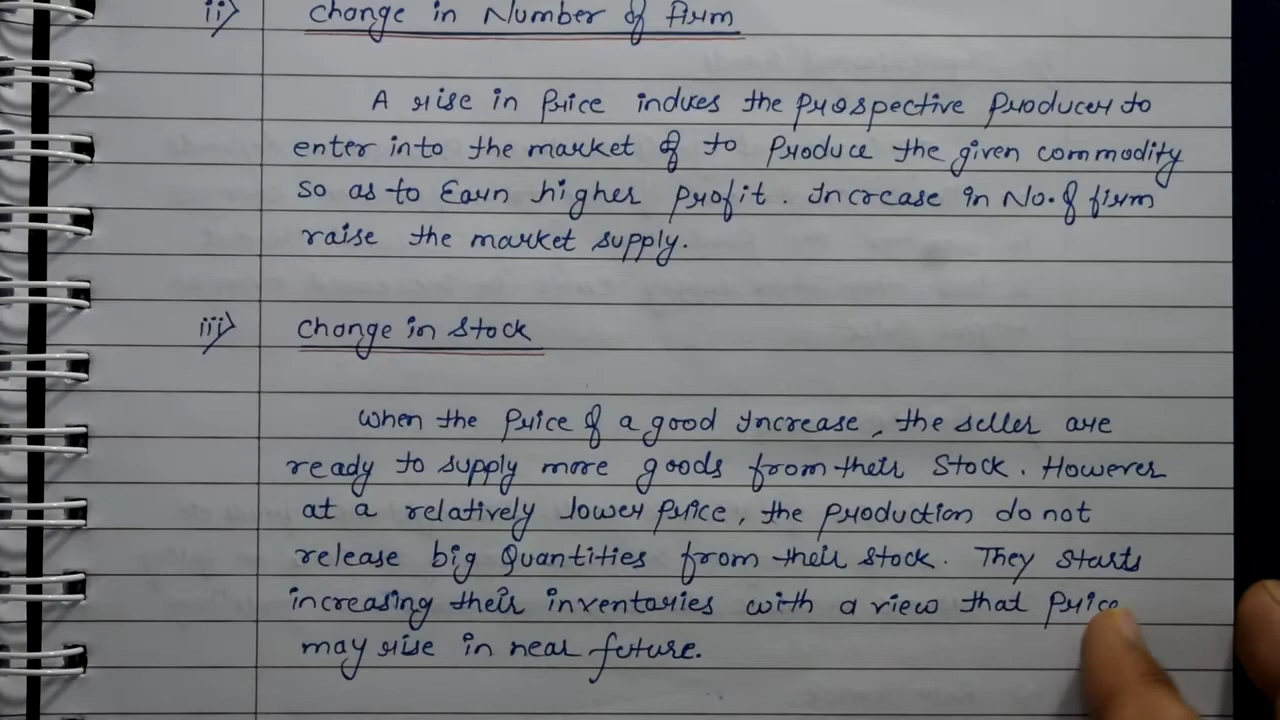 ii) Change in Number of firm
A rise in Price induces the prospective Producer to
enter into the market of to Produce the given commodity
so as to Earn higher profit. Increase in No. of firm
raise the market supply.
iii) Change in Stock
When the Price of a good Increase, the seller are
ready to supply more goods from their Stock. However
at a relatively lower price, the production do not
release big Quantities from their stock. They starts
increasing their inventories with a view that Price
may rise in near future.